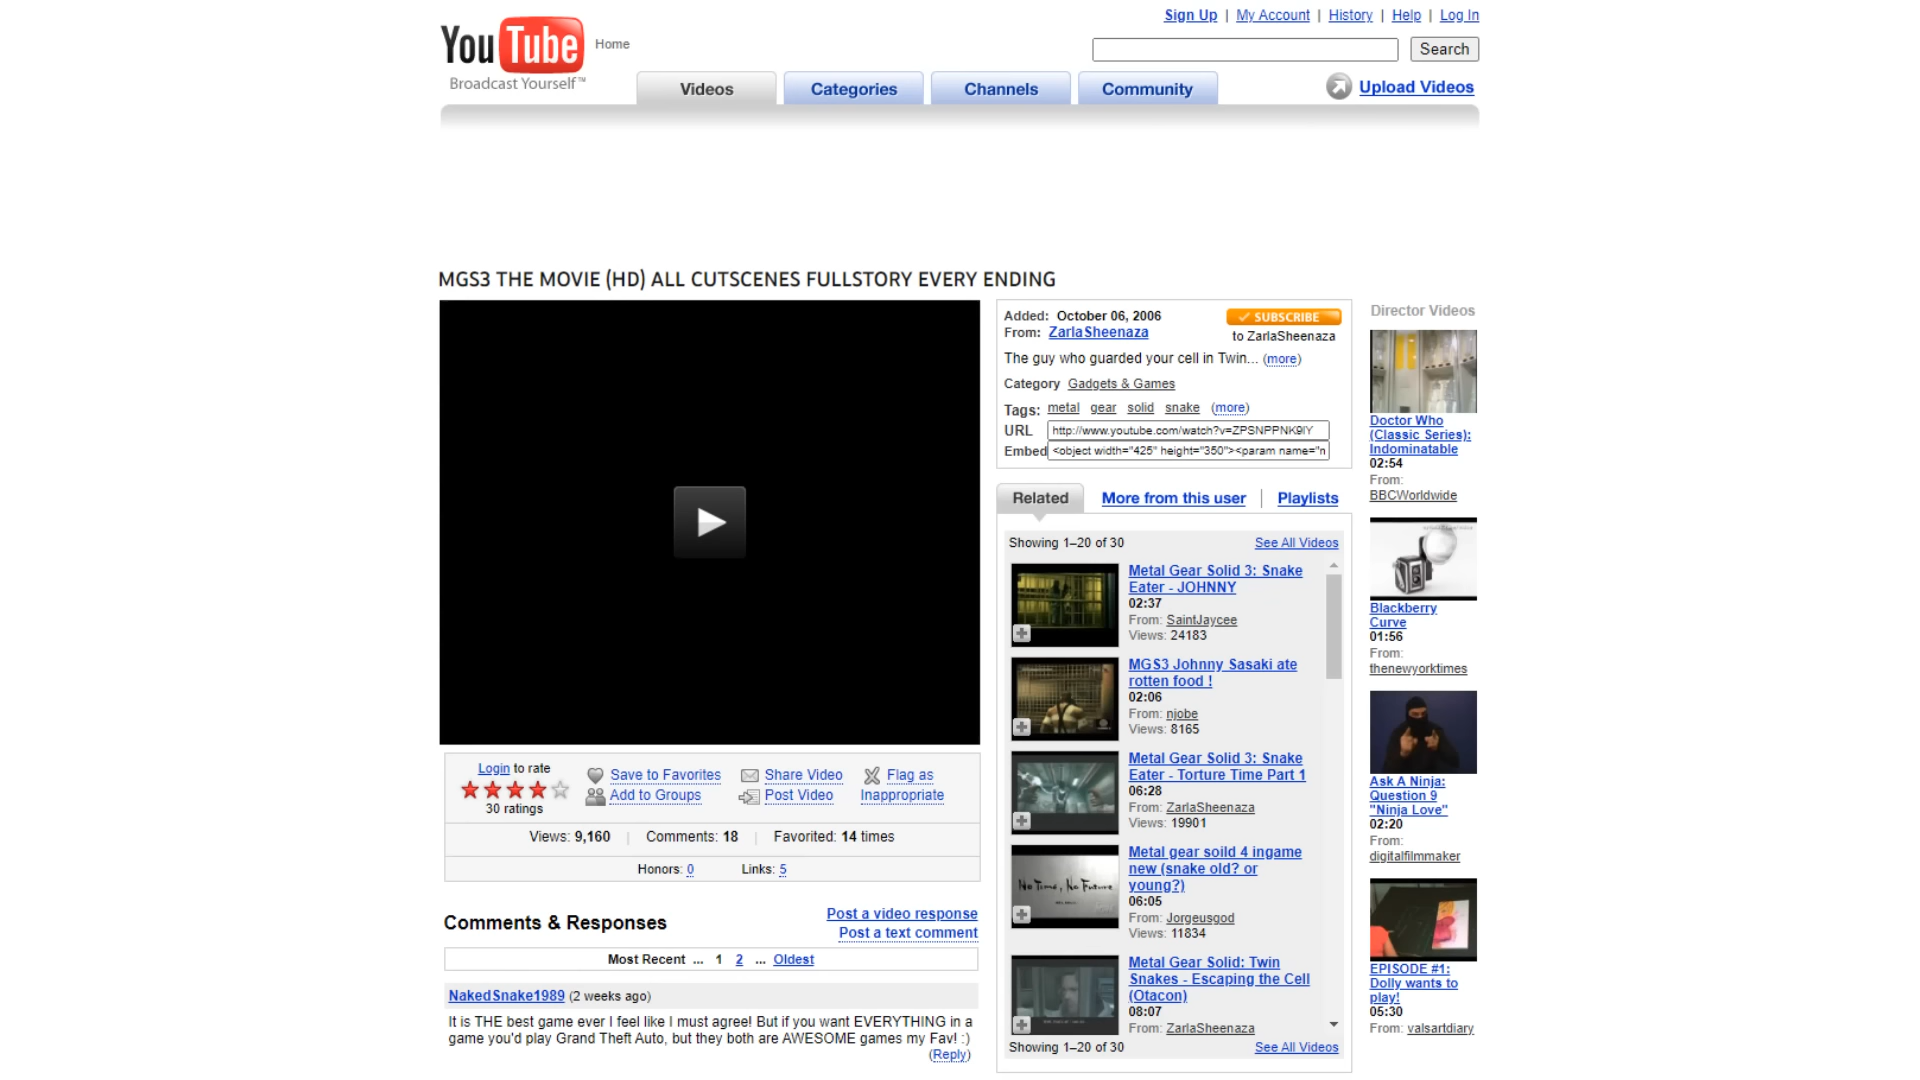 You Tube
Broadcast Yourself™
Home
Sign Up | My Account | History | Help | Log In
Search
Videos
Categories
Channels
Community
Upload Videos
MGS3 THE MOVIE (HD) ALL CUTSCENES FULLSTORY EVERY ENDING
Login to rate
30 ratings
Save to Favorites
Add to Groups
Share Video
Post Video
Flag as
Inappropriate
Views: 9,160 | Comments: 18 | Favorited: 14 times
Honors: 0 Links: 5
Comments & Responses
Post a video response
Post a text comment
Most Recent ... 1 2 ... Oldest
NakedSnake1989 (2 weeks ago)
It is THE best game ever I feel like I must agree! But if you want EVERYTHING in a
game you'd play Grand Theft Auto, but they both are AWESOME games my Fav! :)
(Reply)
Added: October 06, 2006
From: ZarlaSheenaza
SUBSCRIBE
to ZarlaSheenaza
The guy who guarded your cell in Twin... (more)
Category Gadgets & Games
Tags: metal gear solid snake (more)
URL http://www.youtube.com/watch?v=ZPSNPPNK9IY
Embed <object width="425" height="350"><param name="n
Related
More from this user | Playlists
Showing 1–20 of 30
See All Videos
Metal Gear Solid 3: Snake
Eater - JOHNNY
02:37
From: SaintJaycee
Views: 24183
MGS3 Johnny Sasaki ate
rotten food !
02:06
From: njobe
Views: 8165
Metal Gear Solid 3: Snake
Eater - Torture Time Part 1
06:28
From: ZarlaSheenaza
Views: 19901
No Time, No Future
Metal gear soild 4 ingame
new (snake old? or
young?)
06:05
From: Jorgeusgod
Views: 11834
Metal Gear Solid: Twin
Snakes - Escaping the Cell
(Otacon)
08:07
From: ZarlaSheenaza
Showing 1–20 of 30
See All Videos
Director Videos
Doctor Who
(Classic Series):
Indominatable
02:54
From:
BBCWorldwide
Blackberry
Curve
01:56
From:
thenewyorktimes
Ask A Ninja:
Question 9
"Ninja Love"
02:20
From:
digitalfilmmaker
EPISODE #1:
Dolly wants to
play!
05:30
From: valsartdiary